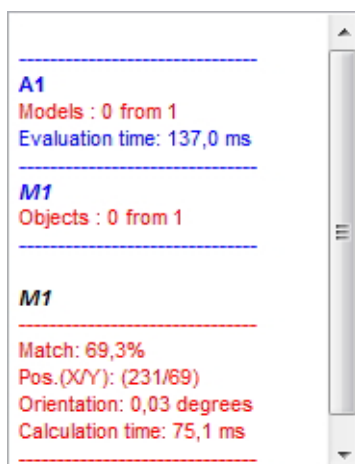 --------------------------------
A1
Models : 0 from 1
Evaluation time: 137,0 ms
--------------------------------
M1
Objects : 0 from 1
--------------------------------
M1
--------------------------------
Match: 69,3%
Pos.(X/Y): (231/69)
Orientation: 0,03 degrees
Calculation time: 75,1 ms
--------------------------------